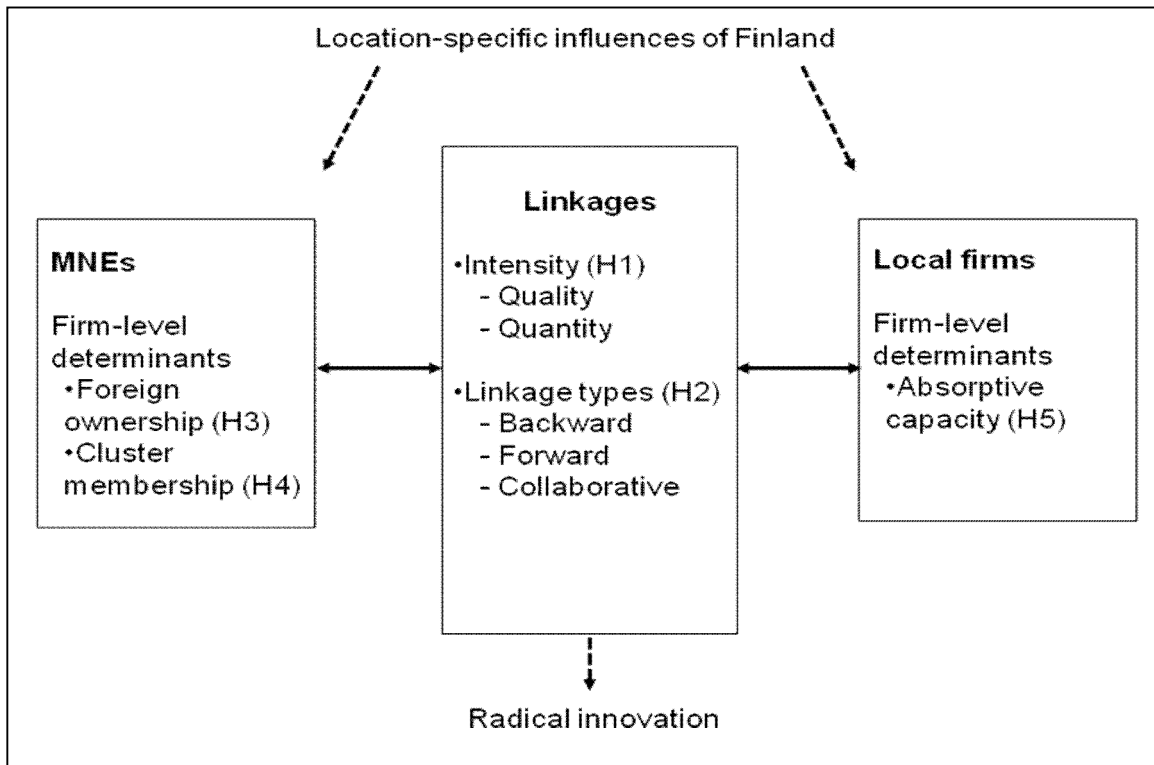 Location-specific influences of Finland
MNEs
Firm-level
determinants
•Foreign
ownership (H3)
•Cluster
membership (H4)
Linkages
•Intensity (H1)
- Quality
- Quantity
•Linkage types (H2)
- Backward
- Forward
- Collaborative
Local firms
Firm-level
determinants
•Absorptive
capacity (H5)
Radical innovation